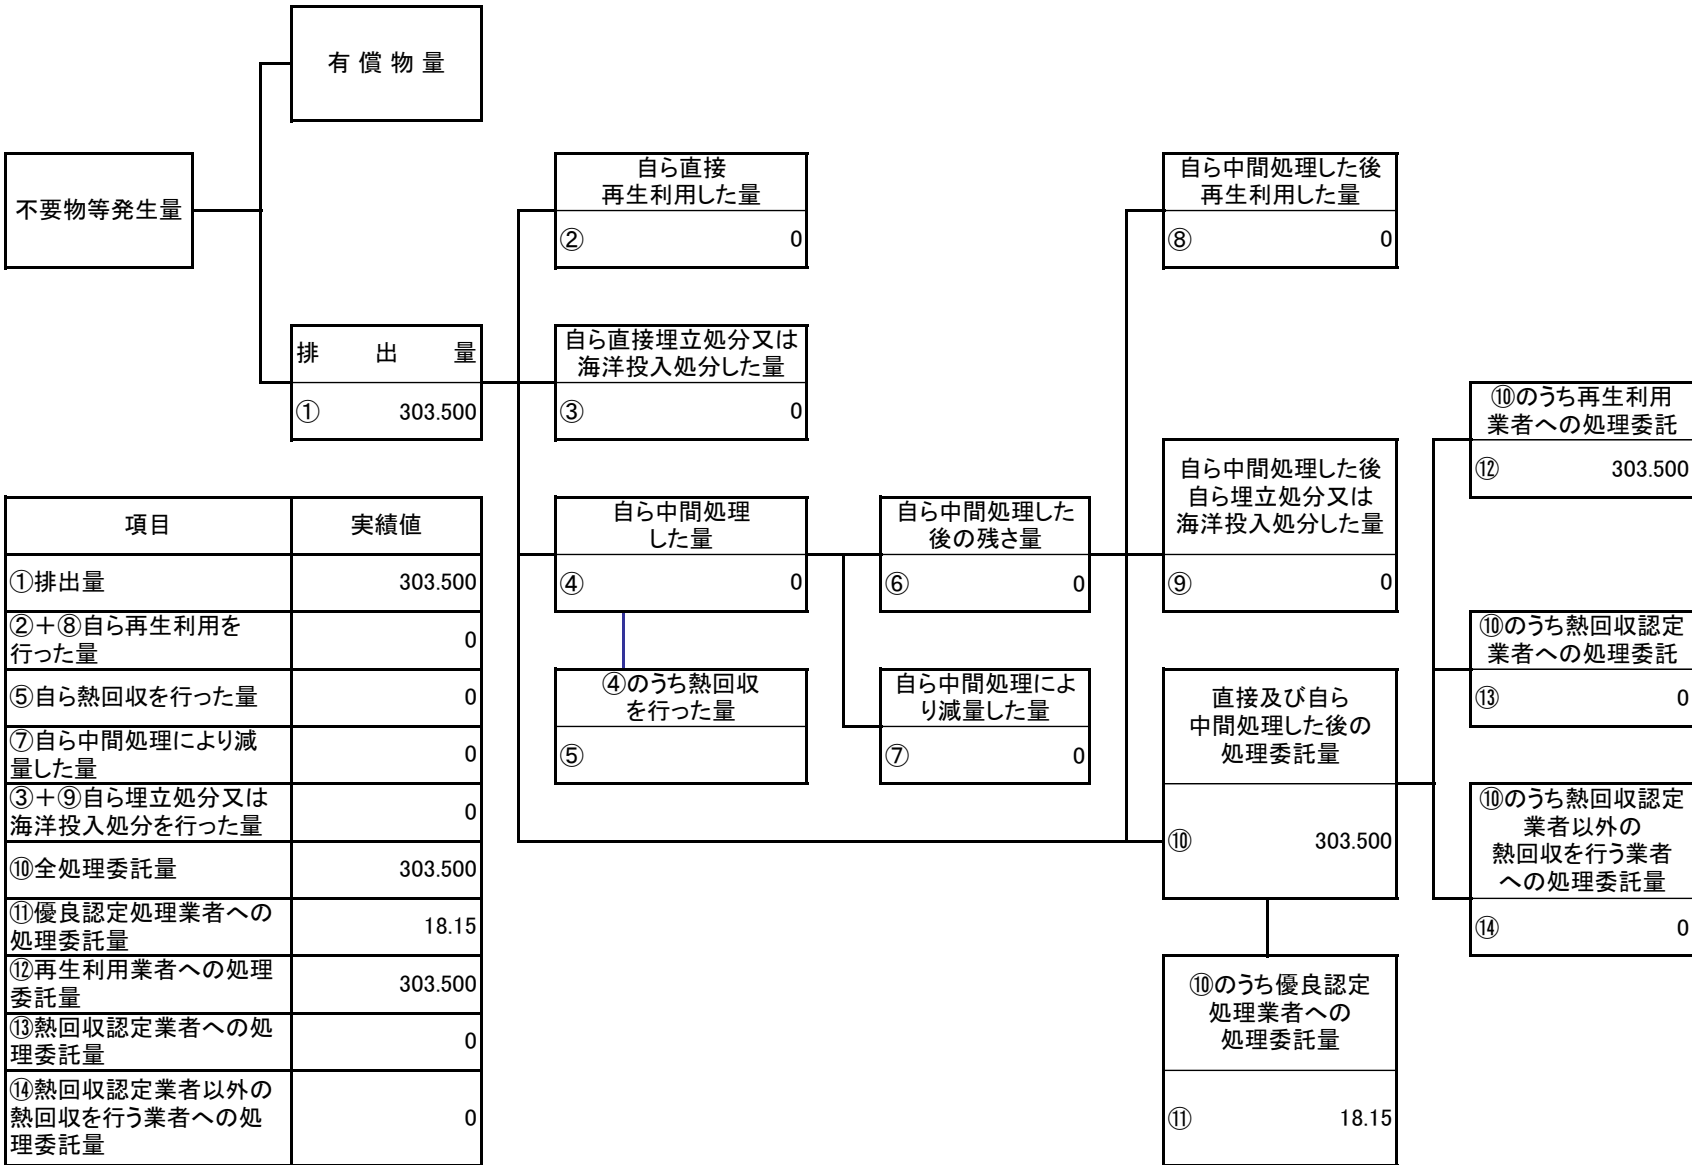 有 償 物 量
不要物等発生量
自ら直接
再生利用した量
② 0
自ら中間処理した後
再生利用した量
⑧ 0
排 出 量
① 303.500
自ら直接埋立処分又は
海洋投入処分した量
③ 0
⑩のうち再生利用
業者への処理委託
⑫ 303.500
自ら中間処理
した量
④ 0
自ら中間処理した
後の残さ量
⑥ 0
自ら中間処理した後
自ら埋立処分又は
海洋投入処分した量
⑨ 0
⑩のうち熱回収認定
業者への処理委託
⑬ 0
④のうち熱回収
を行った量
⑤
自ら中間処理によ
り減量した量
⑦ 0
直接及び自ら
中間処理した後の
処理委託量
⑩ 303.500
⑩のうち熱回収認定
業者以外の
熱回収を行う業者
への処理委託量
⑭ 0
⑩のうち優良認定
処理業者への
処理委託量
⑪ 18.15
項目 実績値
①排出量 303.500
②＋⑧自ら再生利用を
行った量 0
⑤自ら熱回収を行った量 0
⑦自ら中間処理により減
量した量 0
③＋⑨自ら埋立処分又は
海洋投入処分を行った量 0
⑩全処理委託量 303.500
⑪優良認定処理業者への
処理委託量 18.15
⑫再生利用業者への処理
委託量 303.500
⑬熱回収認定業者への処
理委託量 0
⑭熱回収認定業者以外の
熱回収を行う業者への処
理委託量 0